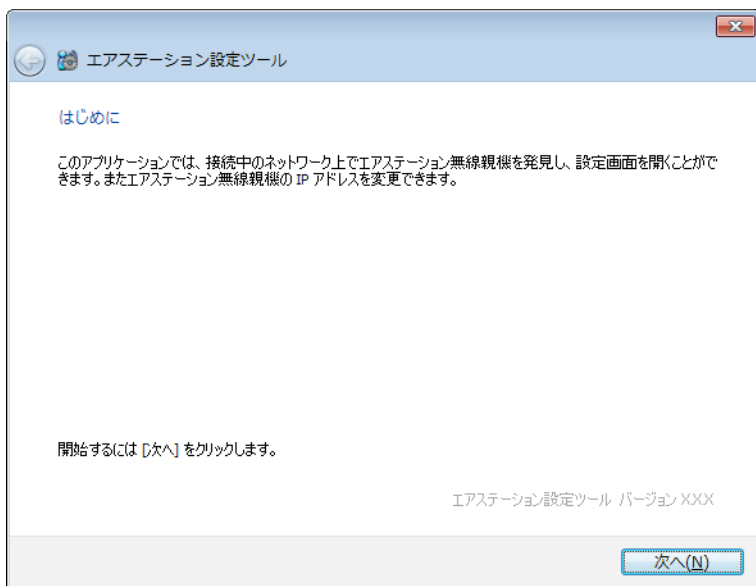 エアステーション設定ツール
はじめに
このアプリケーションでは、接続中のネットワーク上でエアステーション無線親機を発見し、設定画面を開くことがで
きます。またエアステーション無線親機の IP アドレスを変更できます。
開始するには [次へ] をクリックします。
エアステーション設定ツール バージョン XXX
次へ(N)